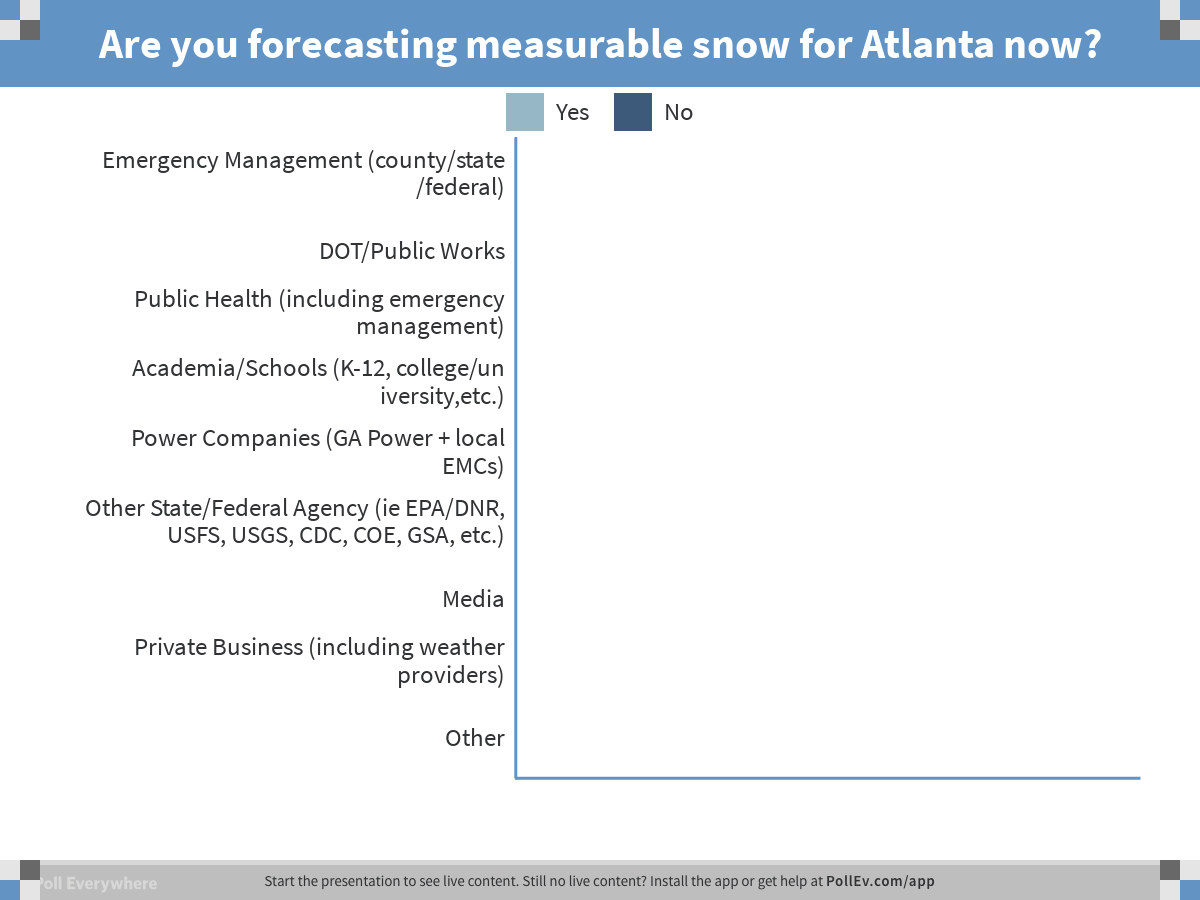 Are you forecasting measurable snow for Atlanta now?
Yes No
Emergency Management (county/state
/federal)
DOT/Public Works
Public Health (including emergency
management)
Academia/Schools (K-12, college/un
iversity,etc.)
Power Companies (GA Power + local
EMCs)
Other State/Federal Agency (ie EPA/DNR,
USFS, USGS, CDC, COE, GSA, etc.)
Media
Private Business (including weather
providers)
Other
Poll Everywhere
Start the presentation to see live content. Still no live content? Install the app or get help at PollEv.com/app